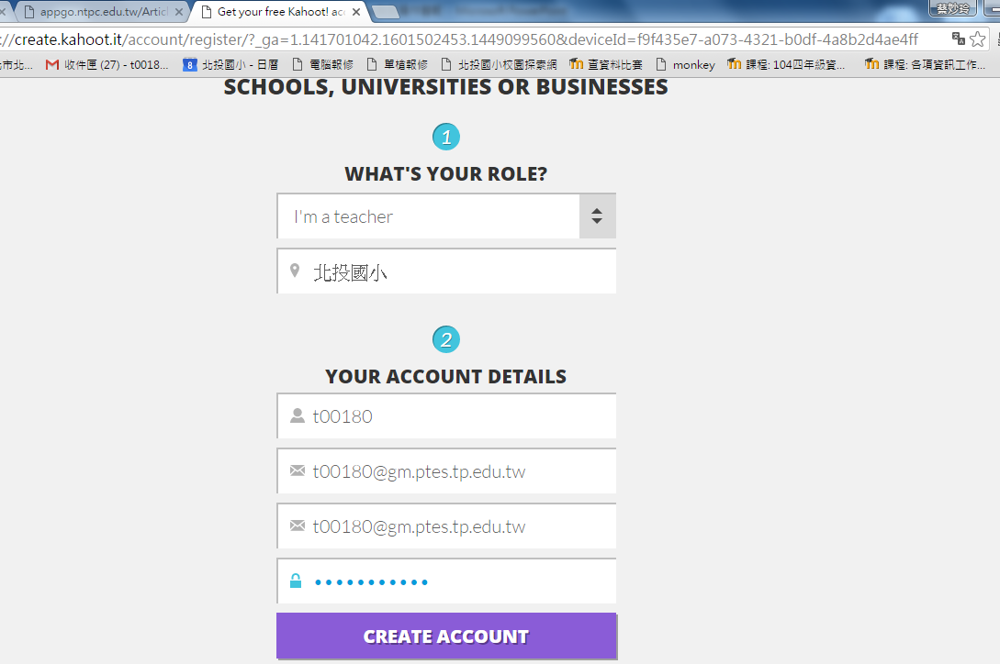 appgo.ntpc.edu.tw/Articl
Get your free Kahoot! acc
蔡妙玲
://create.kahoot.it/account/register/?_ga=1.141701042.1601502453.1449099560&deviceId=f9f435e7-a073-4321-b0df-4a8b2d4ae4ff
市北...
收件匣 (27) - t0018...
8
北投國小 - 日曆
電腦報修
單槍報修
北投國小校園探索網
查資料比賽
monkey
課程: 104四年級資...
課程: 各項資訊工作...
SCHOOLS, UNIVERSITIES OR BUSINESSES
1
WHAT'S YOUR ROLE?
I'm a teacher
北投國小
2
YOUR ACCOUNT DETAILS
t00180
t00180@gm.ptes.tp.edu.tw
t00180@gm.ptes.tp.edu.tw
•••••••••••
CREATE ACCOUNT